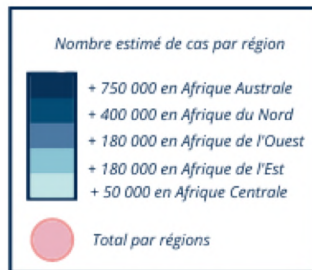 Nombre estimé de cas par région
+ 750 000 en Afrique Australe
+ 400 000 en Afrique du Nord
+ 180 000 en Afrique de l'Ouest
+ 180 000 en Afrique de l'Est
+ 50 000 en Afrique Centrale
Total par régions